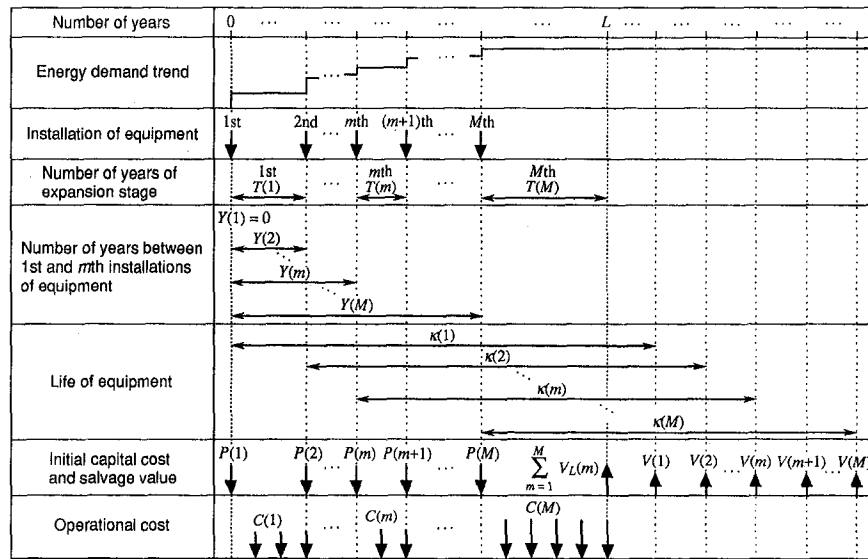 Number of years 0 ... ... ... ... ... L ... ... ... ... ...
Energy demand trend ... ...
Installation of equipment 1st 2nd ... mth (m+1)th ... Mth
Number of years of
expansion stage
1st ... mth ... Mth
T(1) ... T(m) ... T(M)
Number of years between
1st and mth installations
of equipment
Y(1) = 0
Y(2)
Y(m)
Y(M)
Life of equipment
κ(1)
κ(2)
κ(m)
κ(M)
Initial capital cost
and salvage value
P(1) P(2) ... P(m) P(m+1) ... P(M) ... M ∑ m = 1 V_L(m) V(1) V(2) ... V(m) V(m+1) ... V(M)
Operational cost C(1) ... C(m) ... C(M)